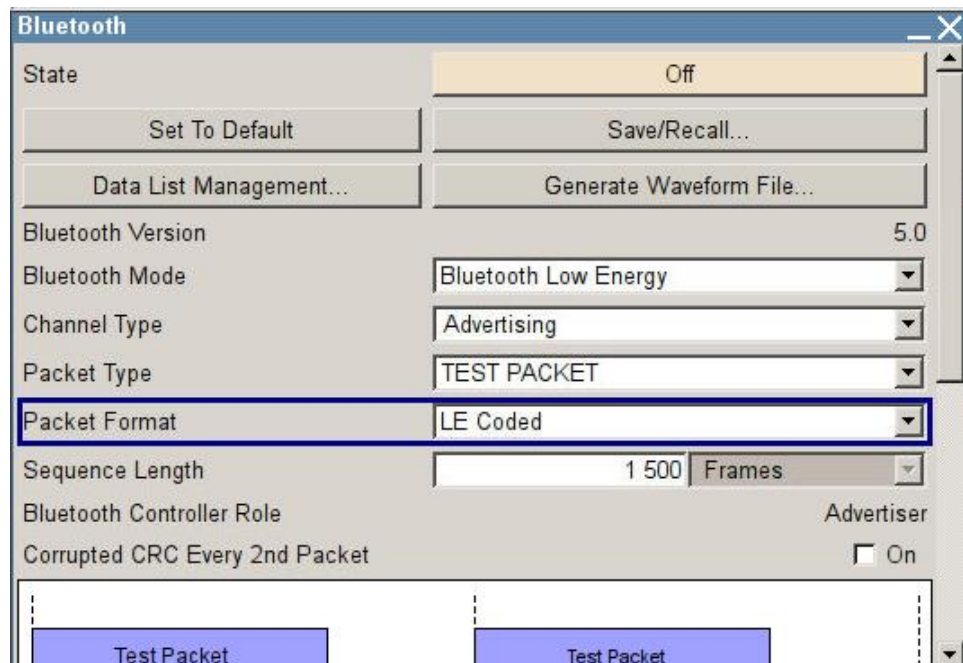 Bluetooth
State Off
Set To Default Save/Recall...
Data List Management... Generate Waveform File...
Bluetooth Version 5.0
Bluetooth Mode Bluetooth Low Energy
Channel Type Advertising
Packet Type TEST PACKET
Packet Format LE Coded
Sequence Length 1 500 Frames
Bluetooth Controller Role Advertiser
Corrupted CRC Every 2nd Packet On
Test Packet Test Packet